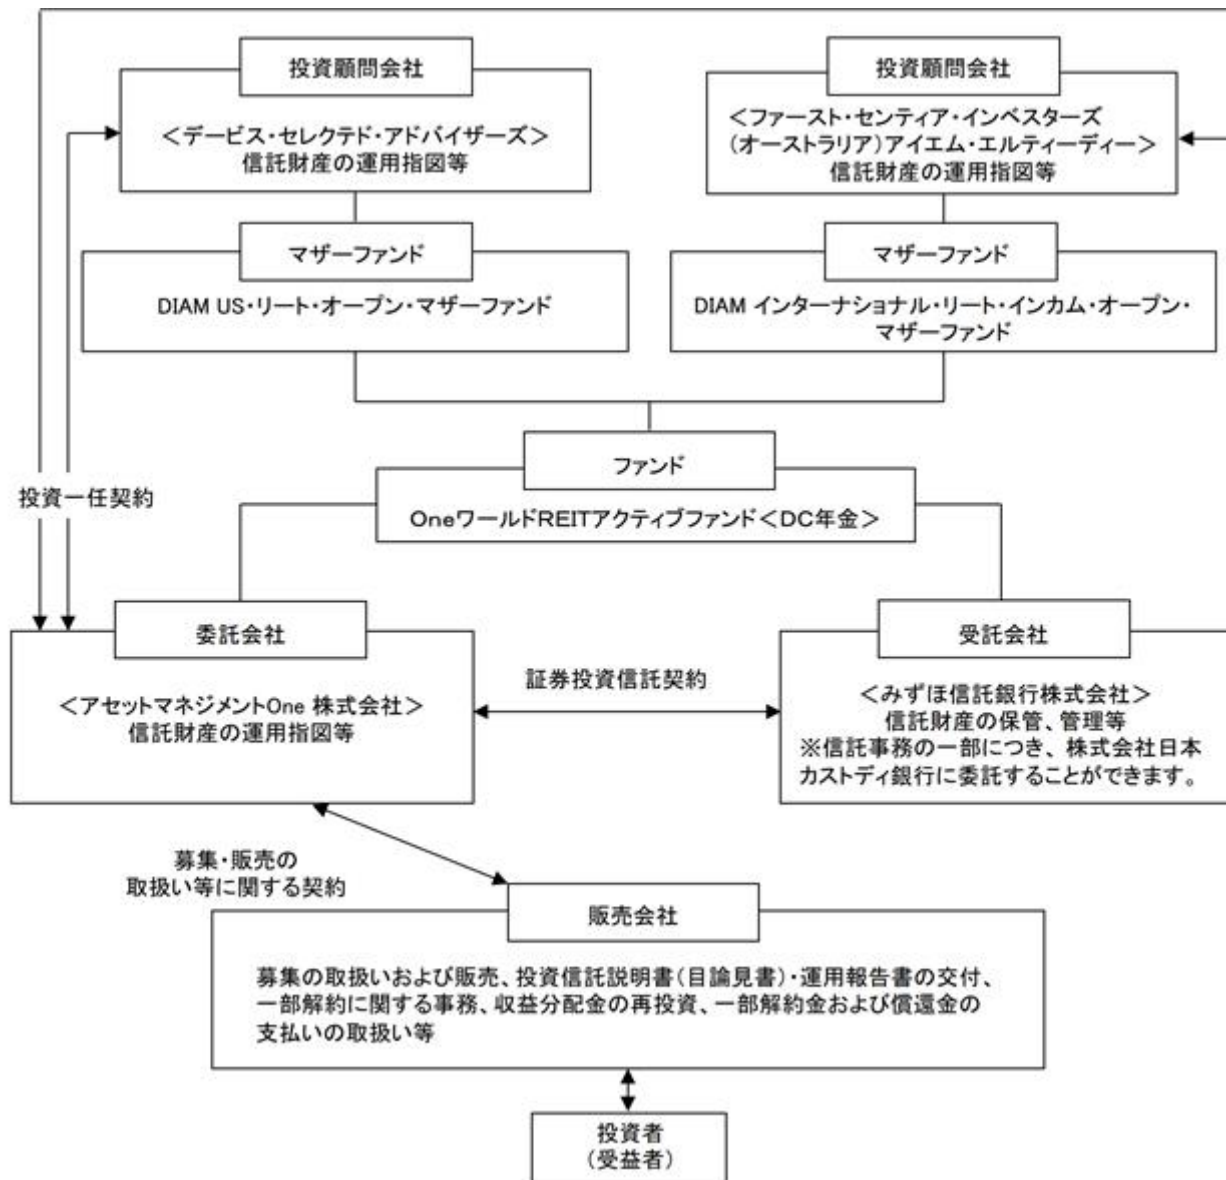 投資顧問会社
＜デービス・セレクテド・アドバイザーズ＞
信託財産の運用指図等
投資顧問会社
＜ファースト・センティア・インベスターズ
(オーストラリア)アイエム・エルティーディー＞
信託財産の運用指図等
マザーファンド
DIAM US・リート・オープン・マザーファンド
マザーファンド
DIAM インターナショナル・リート・インカム・オープン・
マザーファンド
ファンド
OneワールドREITアクティブファンド＜DC年金＞
投資一任契約
委託会社
＜アセットマネジメントOne 株式会社＞
信託財産の運用指図等
証券投資信託契約
受託会社
＜みずほ信託銀行株式会社＞
信託財産の保管、管理等
※信託事務の一部につき、株式会社日本
カストディ銀行に委託することができます。
募集・販売の
取扱い等に関する契約
販売会社
募集の取扱いおよび販売、投資信託説明書(目論見書)・運用報告書の交付、
一部解約に関する事務、収益分配金の再投資、一部解約金および償還金の
支払いの取扱い等
投資者
(受益者)